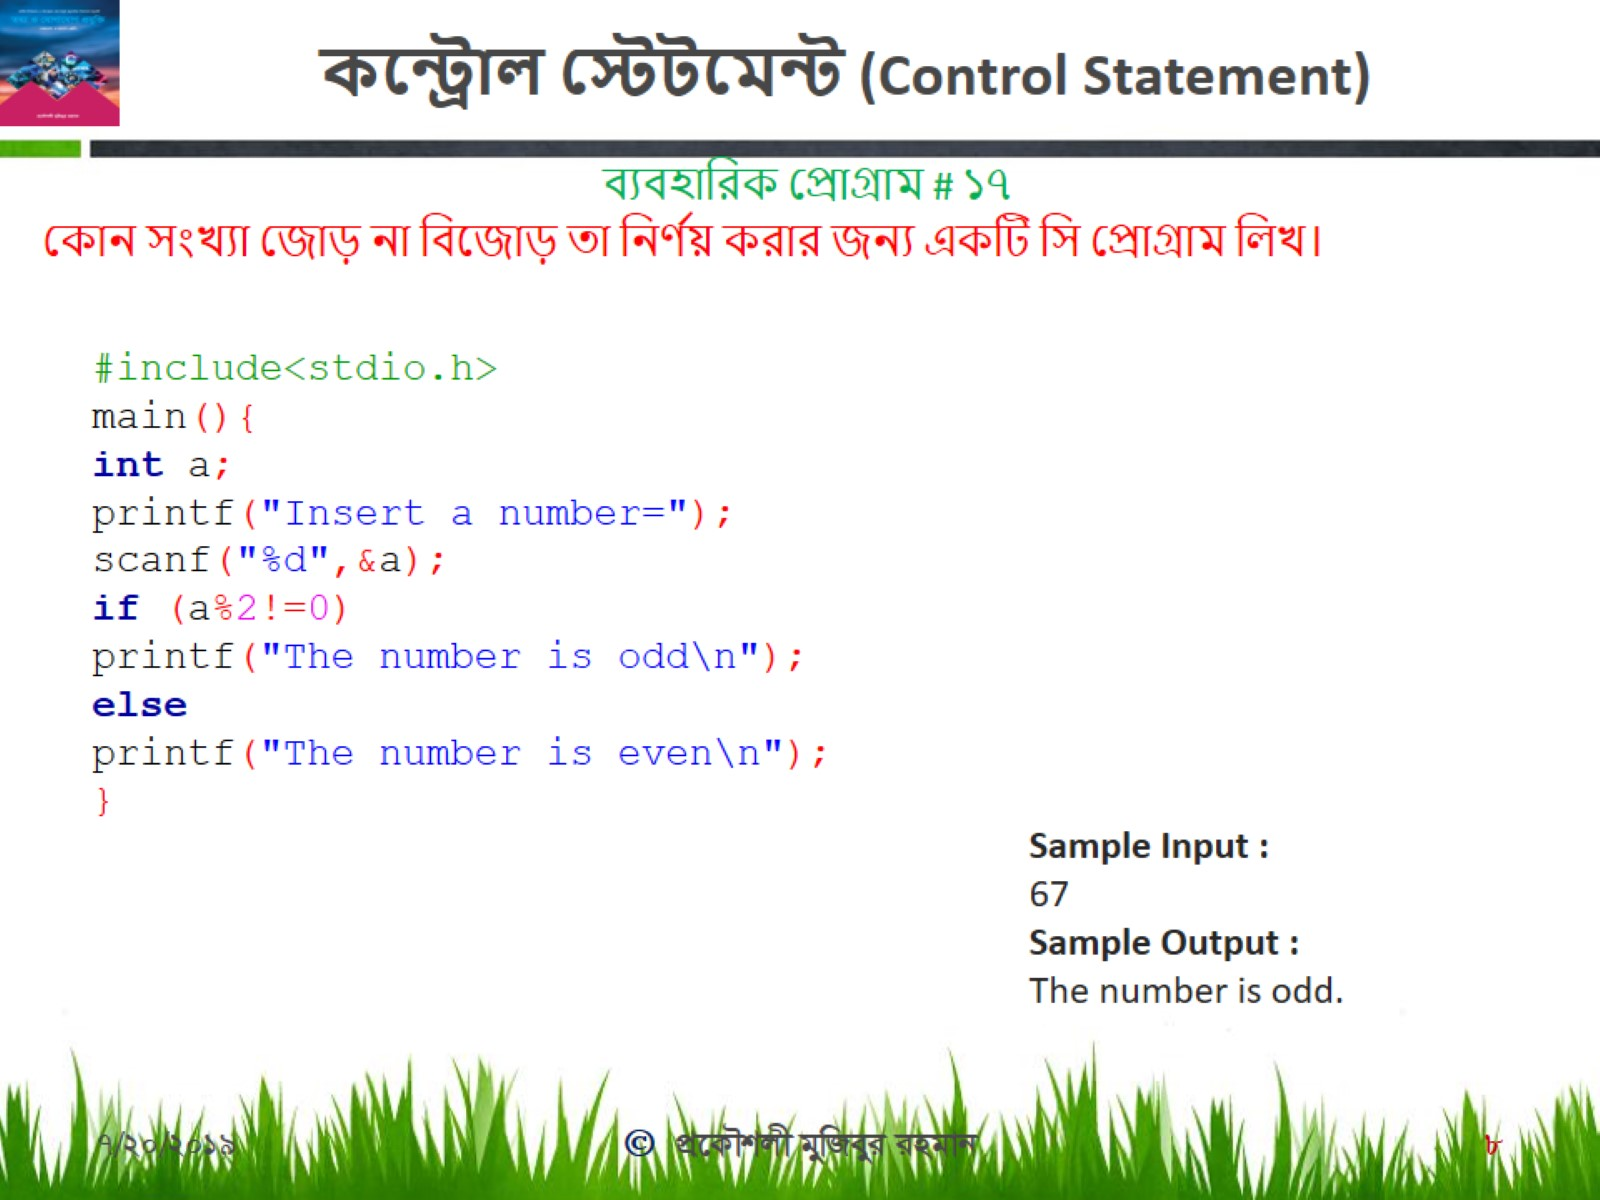 কন্ট্রোল স্টেটমেন্ট (Control Statement)
ব্যবহারিক প্রোগ্রাম # ১৭
কোন সংখ্যা জোড় না বিজোড় তা নির্ণয় করার জন্য একটি সি প্রোগ্রাম লিখ।
#include<stdio.h>
main(){
int a;
printf("Insert a number=");
scanf("%d",&a);
if (a%2!=0)
printf("The number is odd\n");
else
printf("The number is even\n");
}
Sample Input :
67
Sample Output :
The number is odd.
৭/২০/২০১৯
© প্রকৌশলী মুজিবুর রহমান
৮